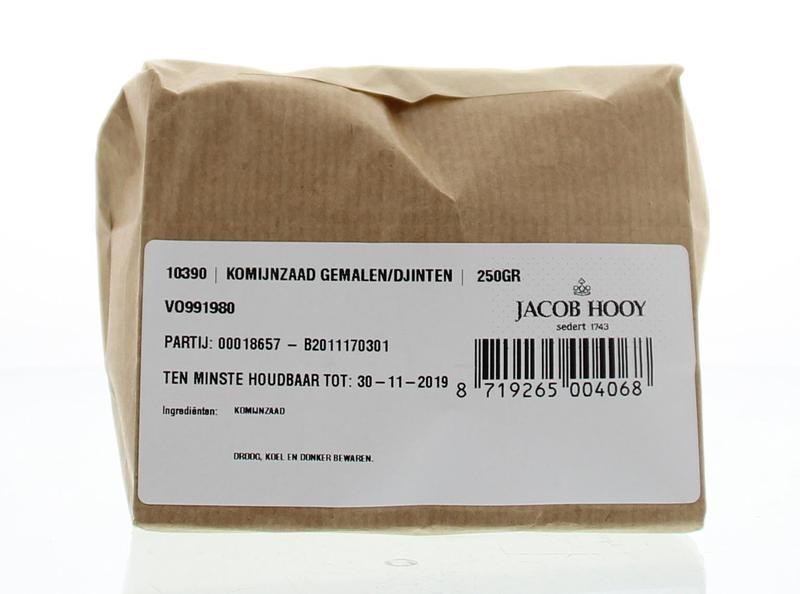 10390 | KOMIJNZAAD GEMALEN/DJINTEN | 250GR
VO991980
JACOB HOOY
sedert 1743
PARTIJ: 00018657 – B2011170301
TEN MINSTE HOUDBAAR TOT: 30–11–2019
8 719265 004068
Ingrediënten: KOMIJNZAAD
DROOG, KOEL EN DONKER BEWAREN.